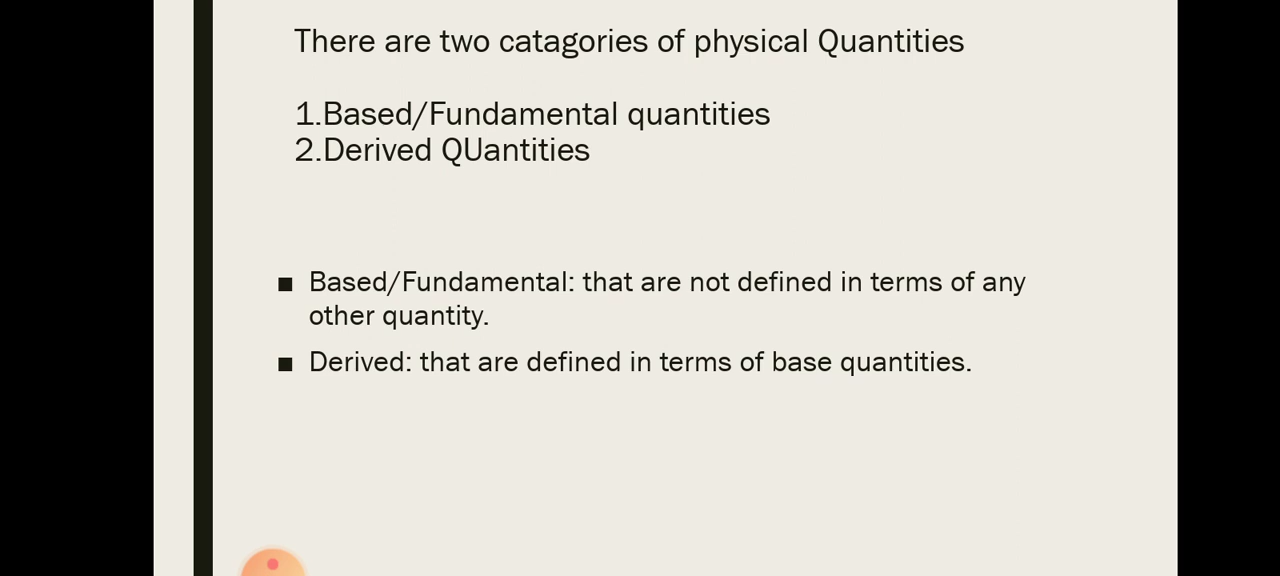 There are two catagories of physical Quantities
1.Based/Fundamental quantities
2.Derived QUantities
■ Based/Fundamental: that are not defined in terms of any
other quantity.
■ Derived: that are defined in terms of base quantities.